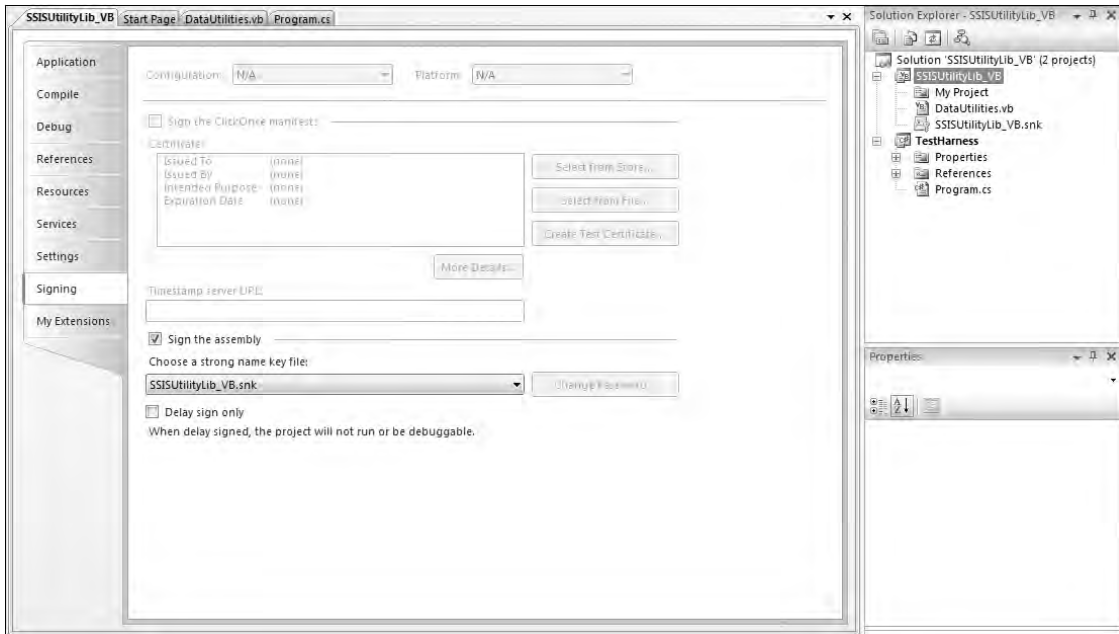 SSISUtilityLib_VB Start Page DataUtilities.vb Program.cs
Application
Compile
Debug
References
Resources
Services
Settings
Signing
My Extensions
Configuration: N/A Platform: N/A
Sign the ClickOnce manifests
Certificate:
Issued To (none)
Issued By (none)
Intended Purpose (none)
Expiration Date (none)
Select from Store...
Select from File...
Create Test Certificate...
More Details...
Timestamp server URL:
Sign the assembly
Choose a strong name key file:
SSISUtilityLib_VB.snk Change Password...
Delay sign only
When delay signed, the project will not run or be debuggable.
Solution Explorer - SSISUtilityLib_VB
Solution 'SSISUtilityLib_VB' (2 projects)
SSISUtilityLib_VB
My Project
DataUtilities.vb
SSISUtilityLib_VB.snk
TestHarness
Properties
References
Program.cs
Properties